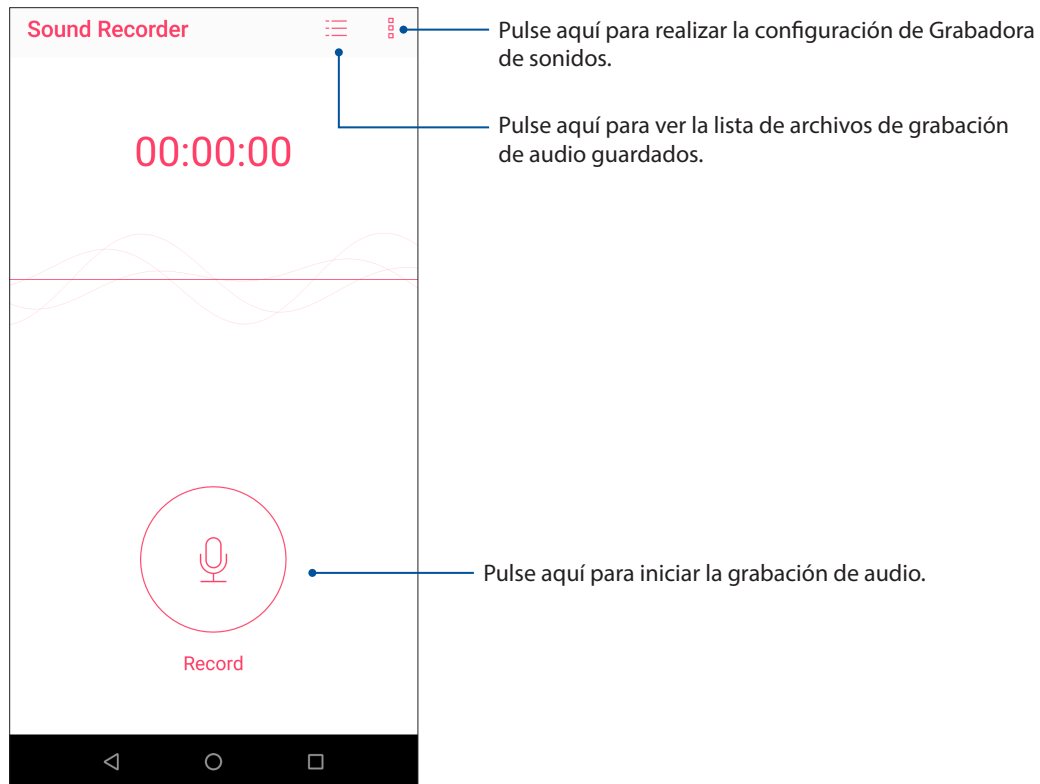 Sound Recorder
Pulse aquí para realizar la configuración de Grabadora
de sonidos.
Pulse aquí para ver la lista de archivos de grabación
de audio guardados.
00:00:00
Pulse aquí para iniciar la grabación de audio.
Record